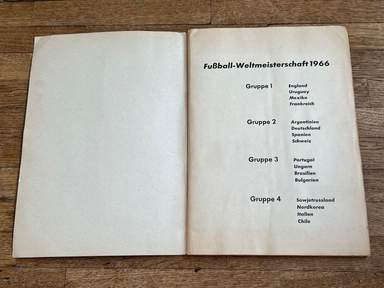 Fußball-Weltmeisterschaft 1966
Gruppe 1 England
Uruguay
Mexiko
Frankreich
Gruppe 2 Argentinien
Deutschland
Spanien
Schweiz
Gruppe 3 Portugal
Ungarn
Brasilien
Bulgarien
Gruppe 4 Sowjetrussland
Nordkorea
Italien
Chile